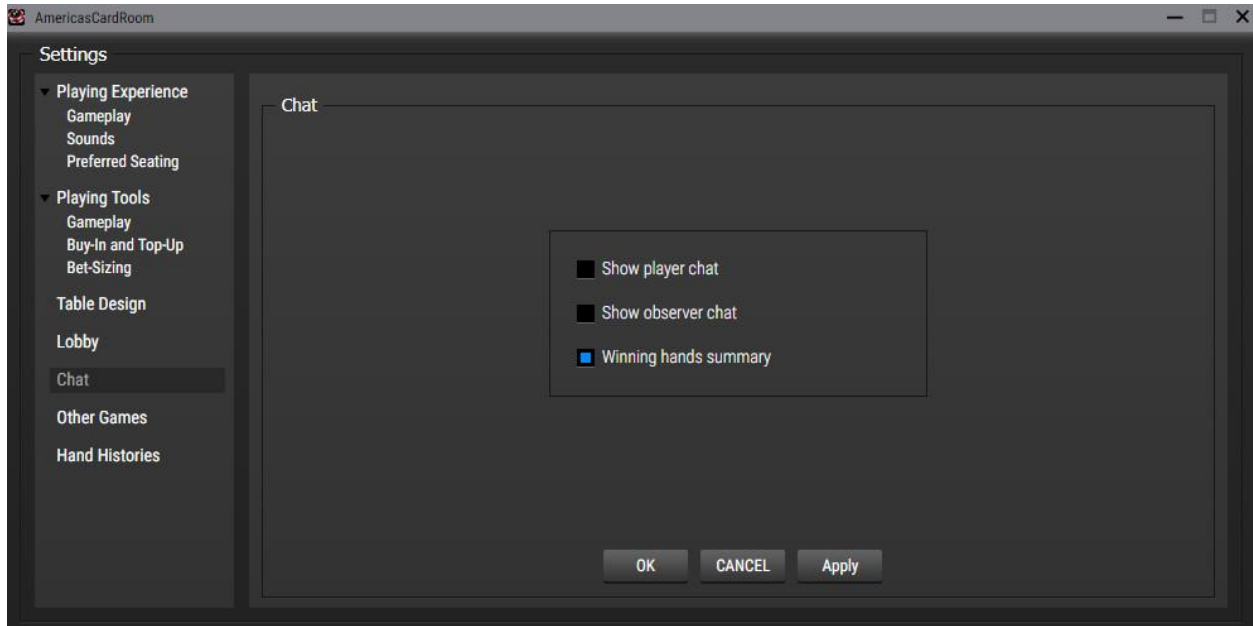 AmericasCardRoom
Settings
Playing Experience
Gameplay
Sounds
Preferred Seating
Playing Tools
Gameplay
Buy-In and Top-Up
Bet-Sizing
Table Design
Lobby
Chat
Other Games
Hand Histories
Chat
Show player chat
Show observer chat
Winning hands summary
OK CANCEL Apply